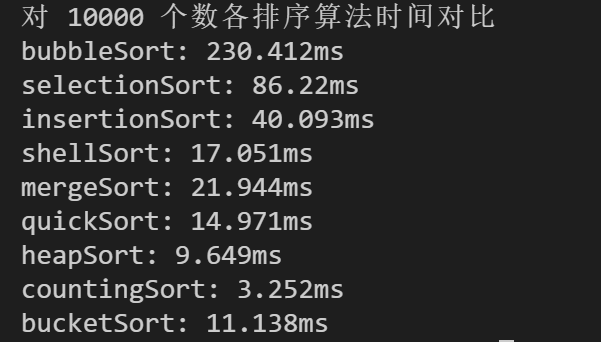 对 10000 个数各排序算法时间对比
bubbleSort: 230.412ms
selectionSort: 86.22ms
insertionSort: 40.093ms
shellSort: 17.051ms
mergeSort: 21.944ms
quickSort: 14.971ms
heapSort: 9.649ms
countingSort: 3.252ms
bucketSort: 11.138ms